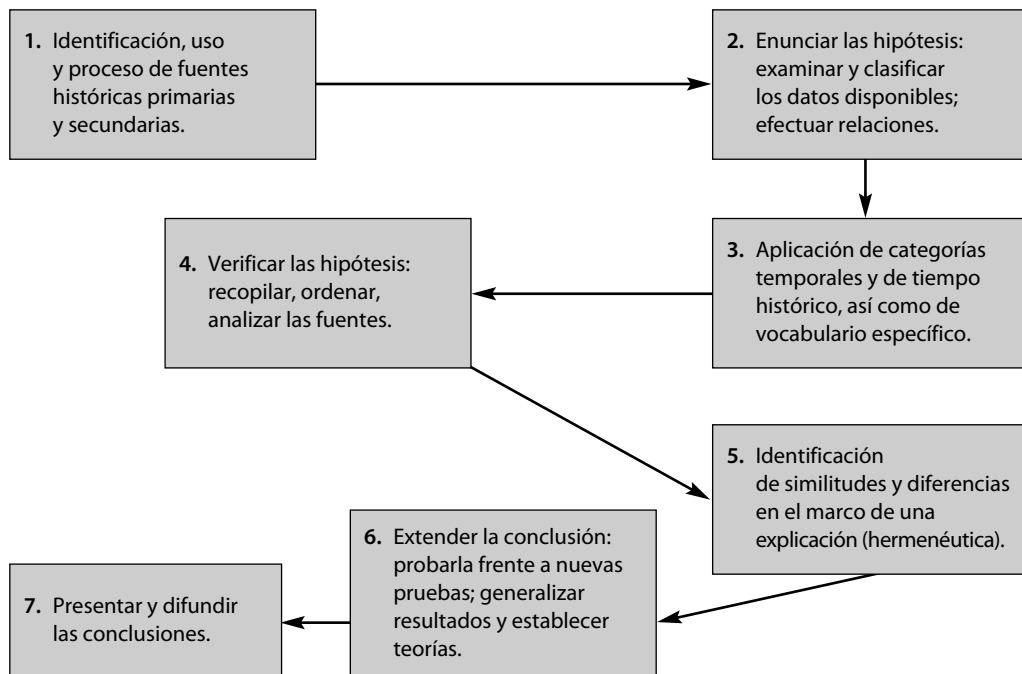 1. Identificación, uso
y proceso de fuentes
históricas primarias
y secundarias.
2. Enunciar las hipótesis:
examinar y clasificar
los datos disponibles;
efectuar relaciones.
3. Aplicación de categorías
temporales y de tiempo
histórico, así como de
vocabulario específico.
4. Verificar las hipótesis:
recopilar, ordenar,
analizar las fuentes.
5. Identificación
de similitudes y diferencias
en el marco de una
explicación (hermenéutica).
6. Extender la conclusión:
probarla frente a nuevas
pruebas; generalizar
resultados y establecer
teorías.
7. Presentar y difundir
las conclusiones.